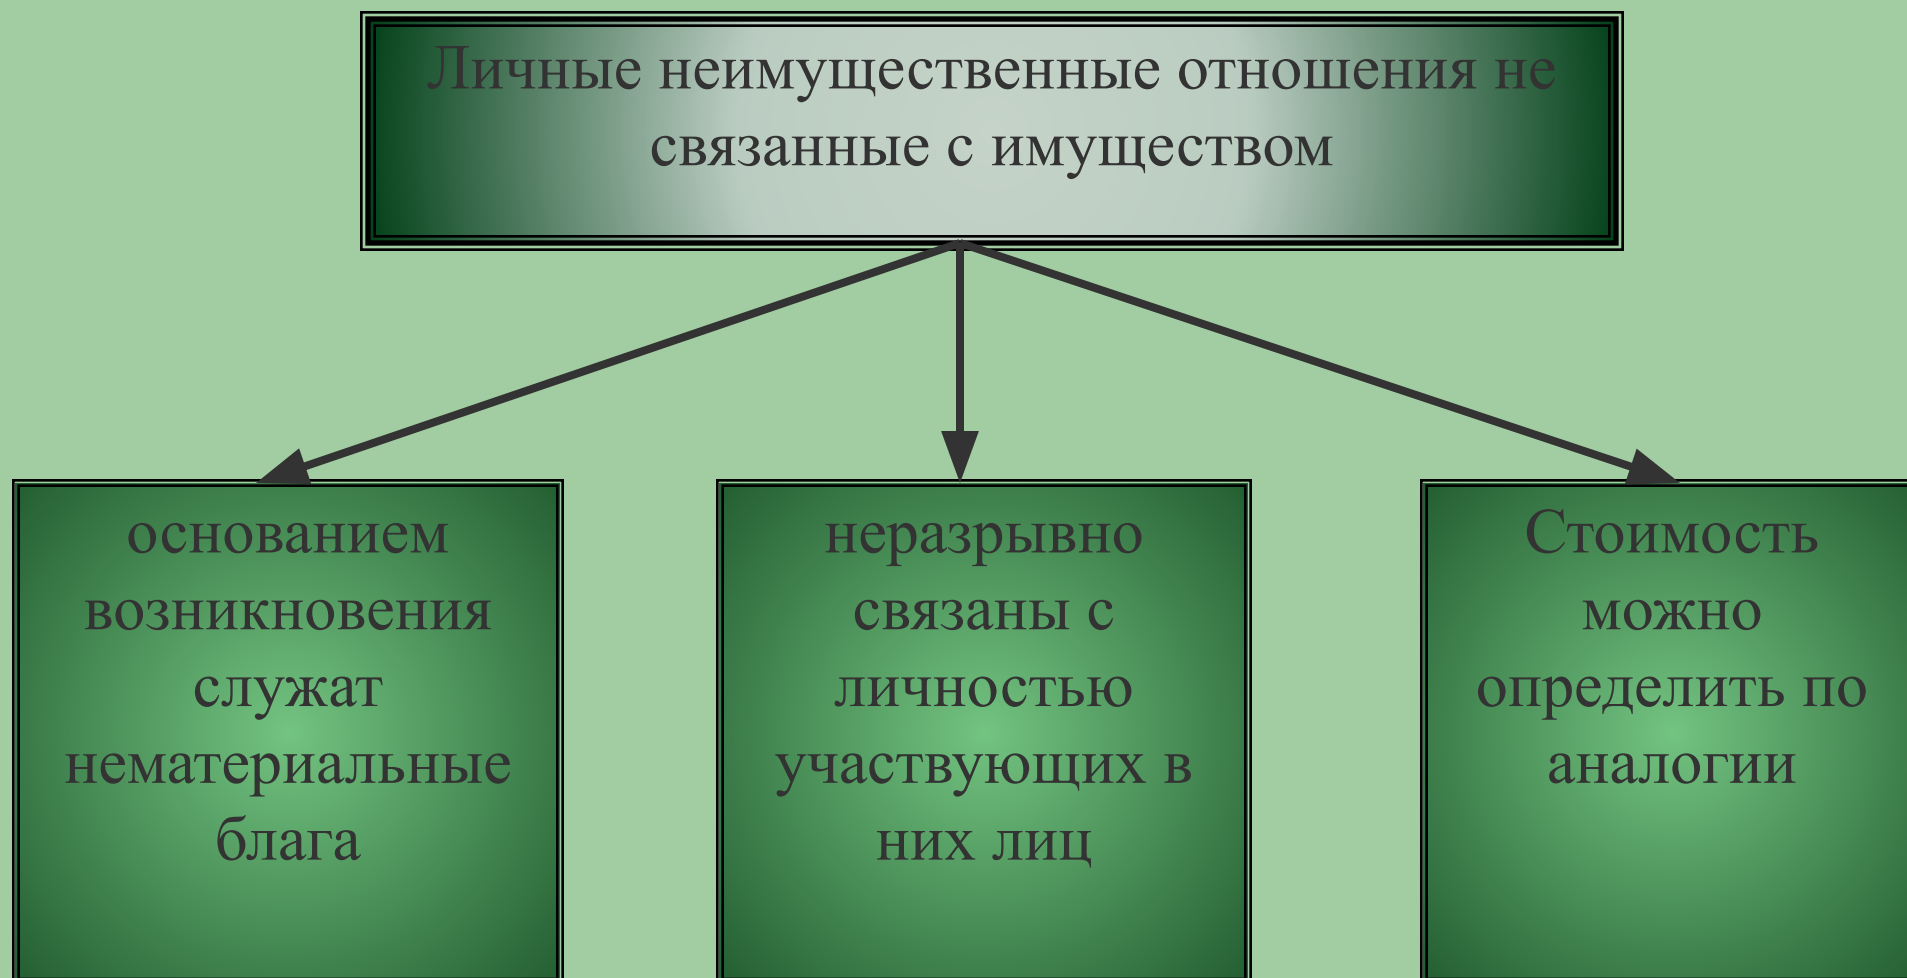 Личные неимущественные отношения не
связанные с имуществом
основанием
возникновения
служат
нематериальные
блага
неразрывно
связаны с
личностью
участвующих в
них лиц
Стоимость
можно
определить по
аналогии